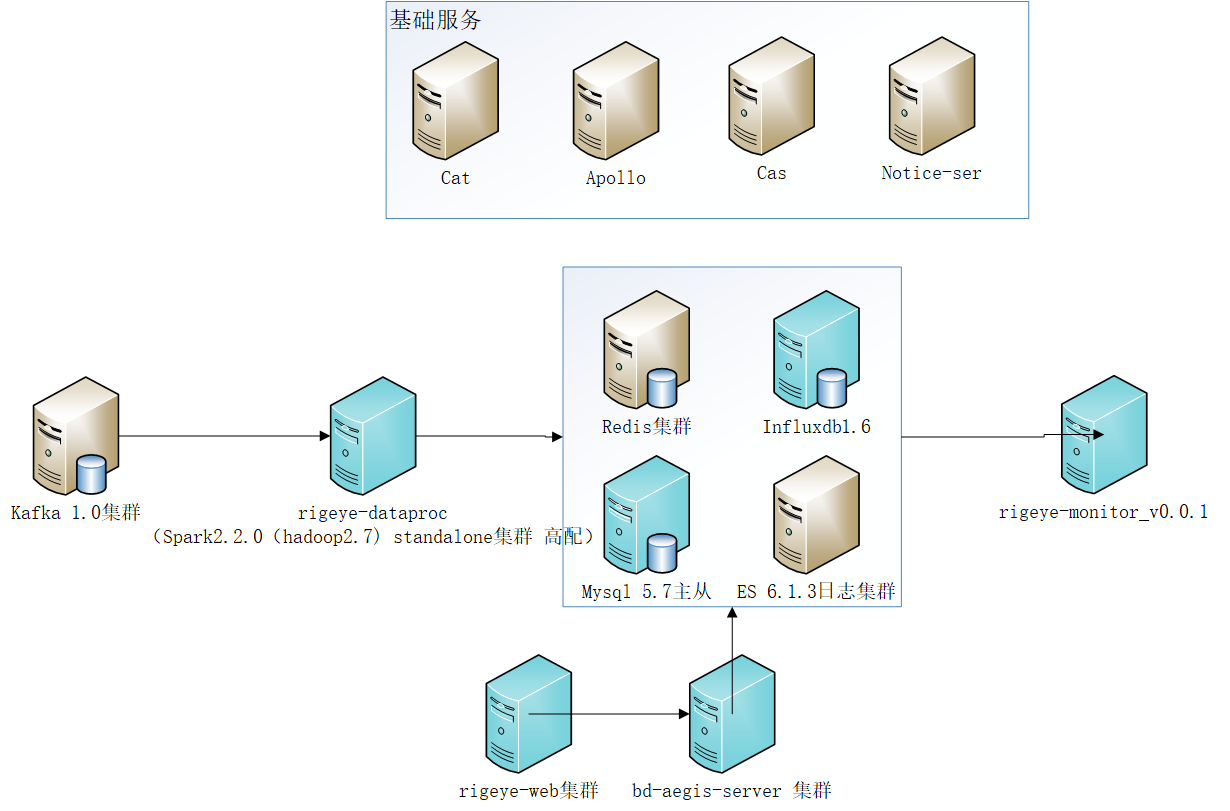 基础服务
Cat
Apollo
Cas
Notice-ser
Redis集群
Influxdb1.6
Kafka 1.0集群
rigeye-dataproc
（Spark2.2.0（hadoop2.7) standalone集群 高配）
rigeye-monitor_v0.0.1
Mysql 5.7主从
ES 6.1.3日志集群
rigeye-web集群
bd-aegis-server 集群